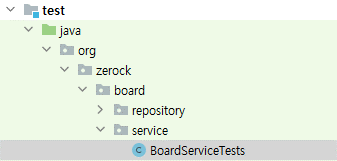 test
java
org
zerock
board
repository
service
C BoardServiceTests